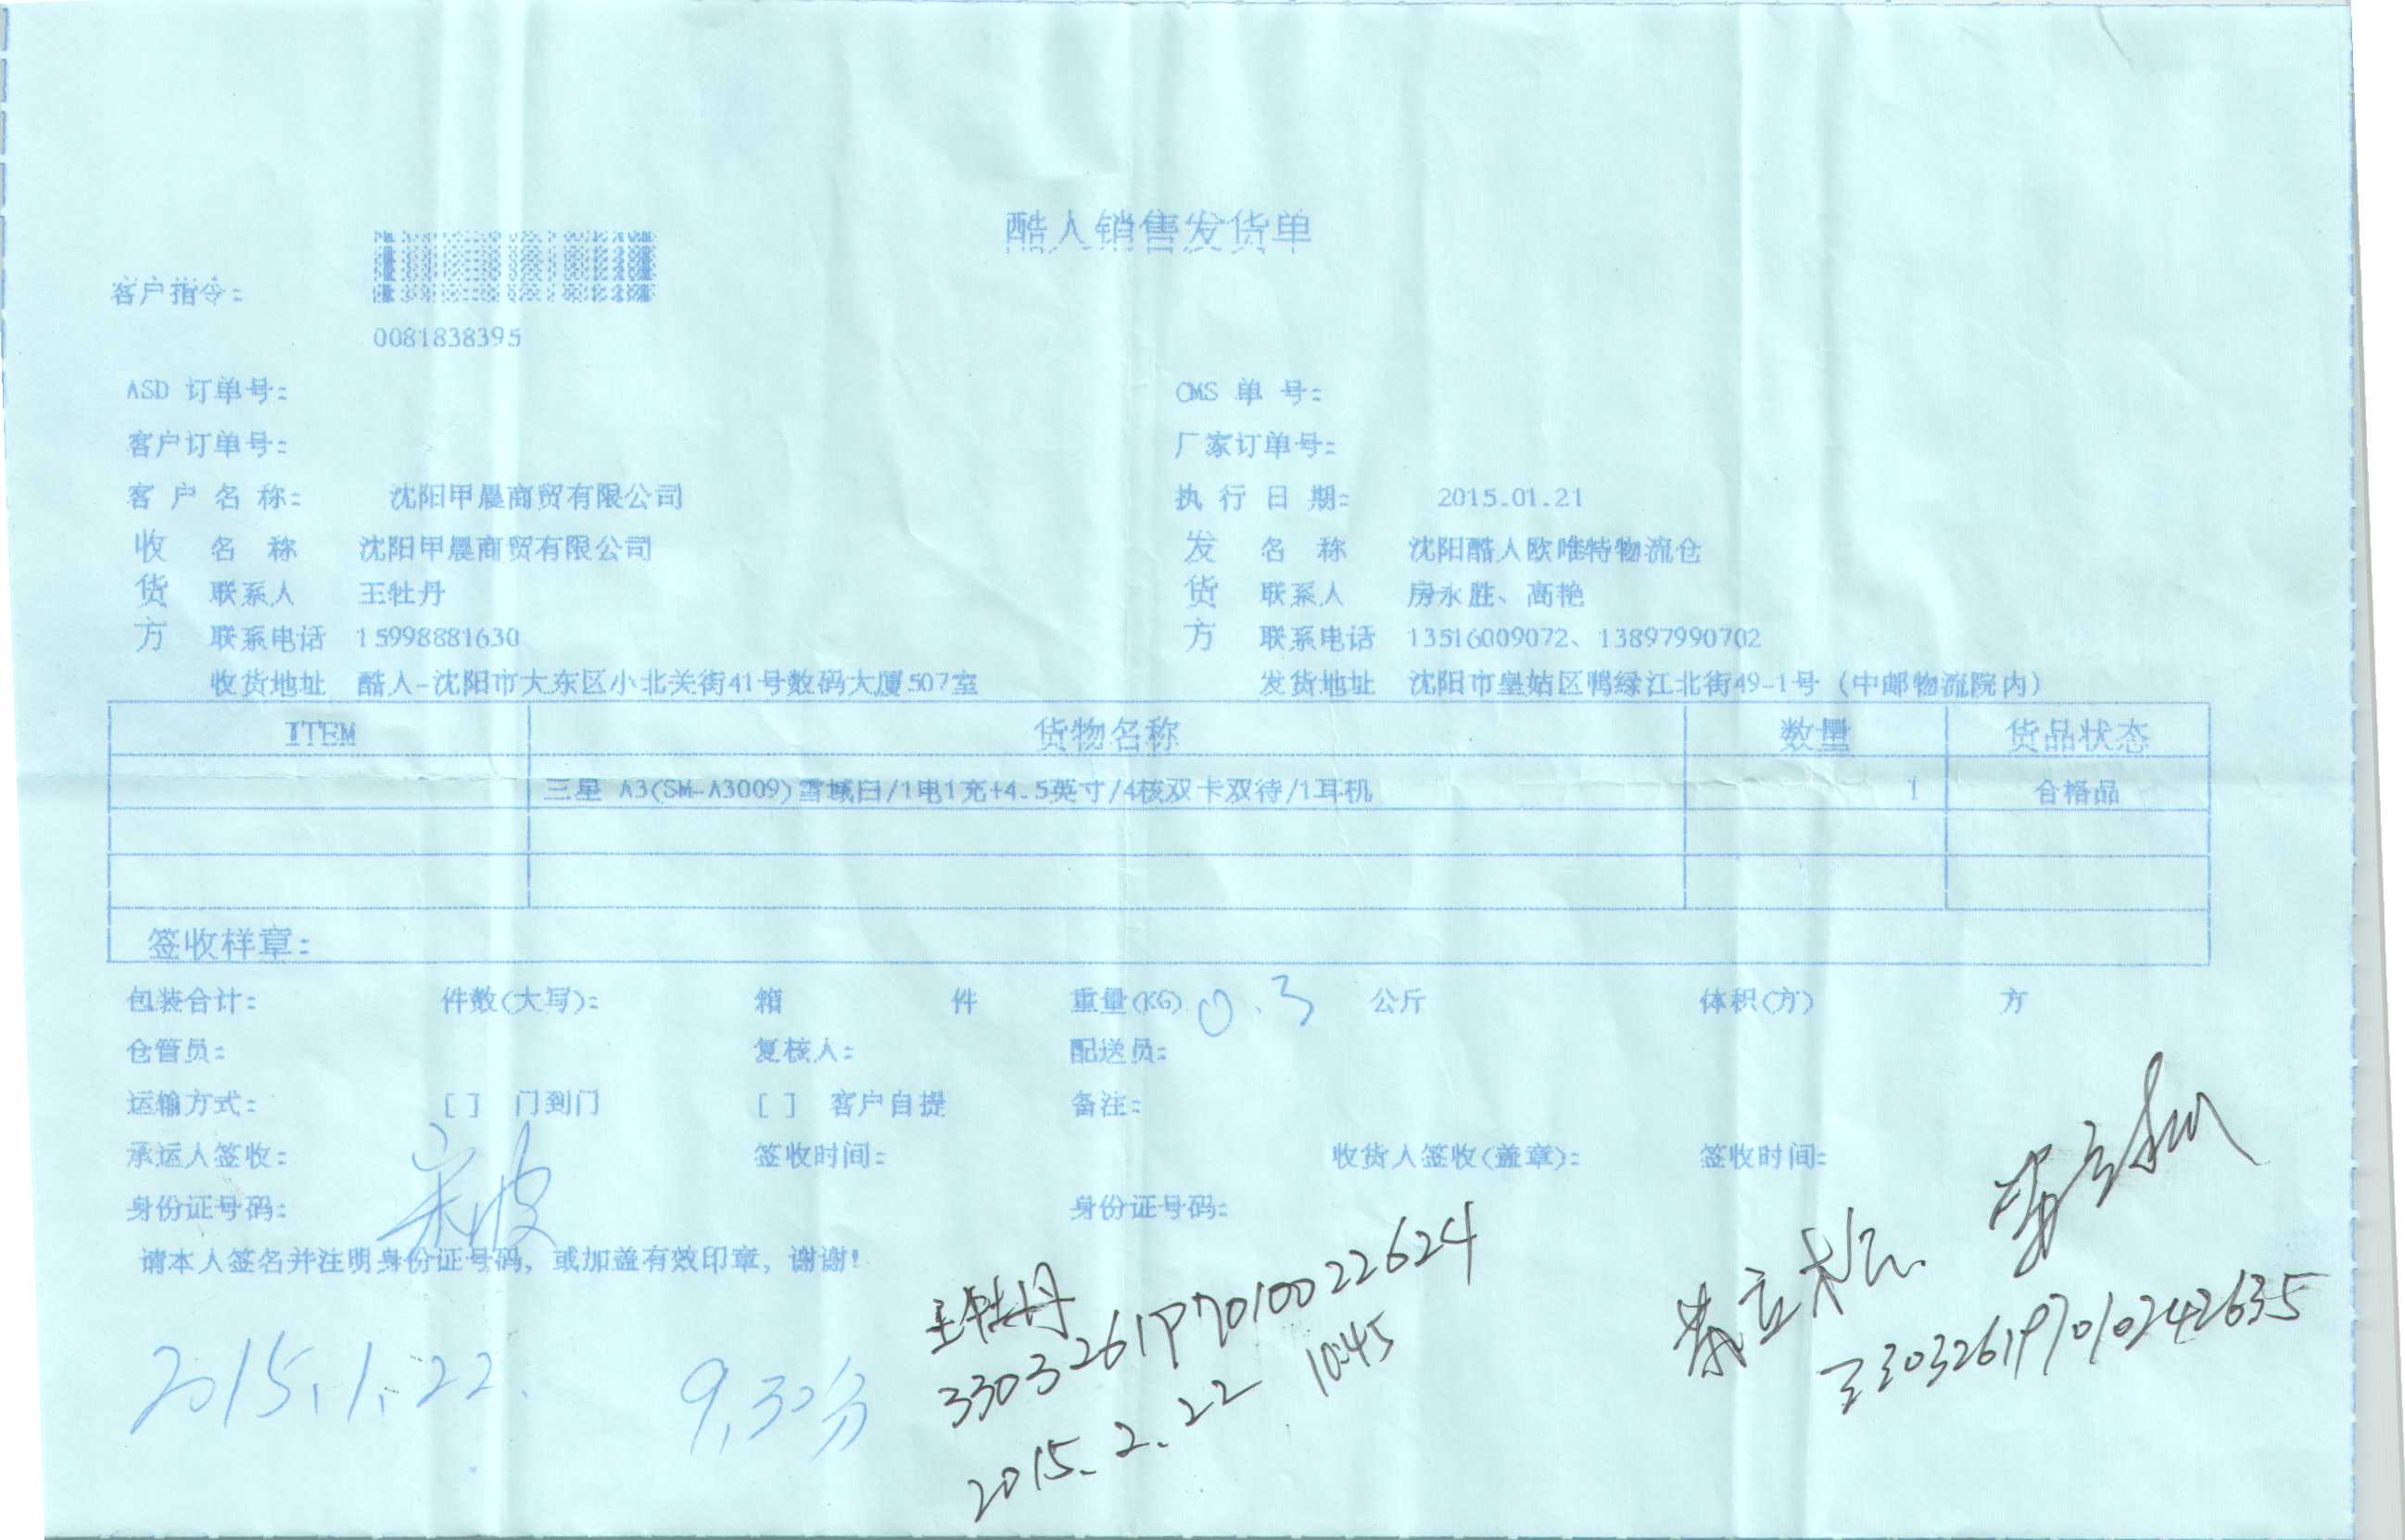 酷人销售发货单
客户指令:
0081838395
ASD 订单号: CMS 单 号:
客户订单号: 厂家订单号:
客 户 名 称: 沈阳甲晨商贸有限公司 执 行 日 期: 2015.01.21
收 名 称 沈阳甲晨商贸有限公司 发 名 称 沈阳酷人欧唯特物流仓
货 联系人 王牡丹 货 联系人 房永胜、高艳
方 联系电话 15998881630 方 联系电话 13516009072、13897990702
收货地址 酷人-沈阳市大东区小北关街41号数码大厦507室 发货地址 沈阳市皇姑区鸭绿江北街49-1号 (中邮物流院内)
ITEM 货物名称 数量 货品状态
三星 A3(SM-A3009)雪域白/1电1充+4.5英寸/4核双卡双待/1耳机 1 合格品
签收样章:
包装合计: 件数(大写): 箱 件 重量(KG) 0.3 公斤 体积(方) 方
仓管员: 复核人: 配送员:
运输方式: [ ] 门到门 [ ] 客户自提 备注:
承运人签收: 宋波 签收时间: 收货人签收(盖章): 签收时间:
身份证号码: 身份证号码:
请本人签名并注明身份证号码, 或加盖有效印章, 谢谢!
王牡丹
330326197010022624
2015.2.22 10:45
330326197010242635
2015.1.22. 9,30分